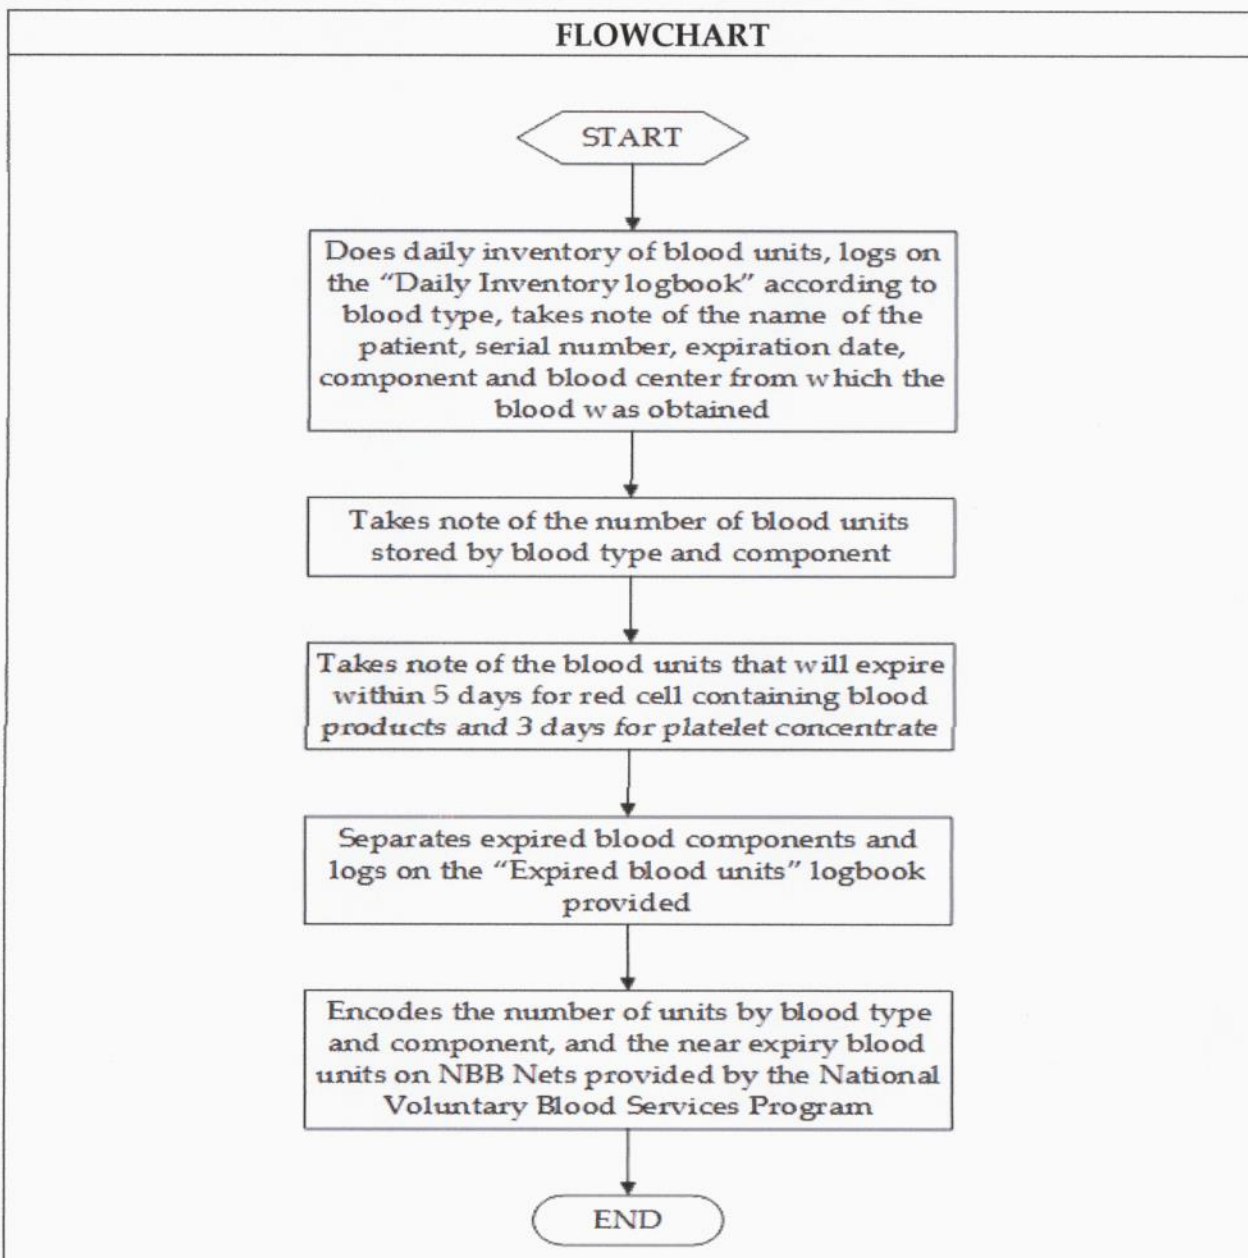 FLOWCHART
START
Does daily inventory of blood units, logs on
the “Daily Inventory logbook” according to
blood type, takes note of the name of the
patient, serial number, expiration date,
component and blood center from which the
blood was obtained
Takes note of the number of blood units
stored by blood type and component
Takes note of the blood units that will expire
within 5 days for red cell containing blood
products and 3 days for platelet concentrate
Separates expired blood components and
logs on the “Expired blood units” logbook
provided
Encodes the number of units by blood type
and component, and the near expiry blood
units on NBB Nets provided by the National
Voluntary Blood Services Program
END